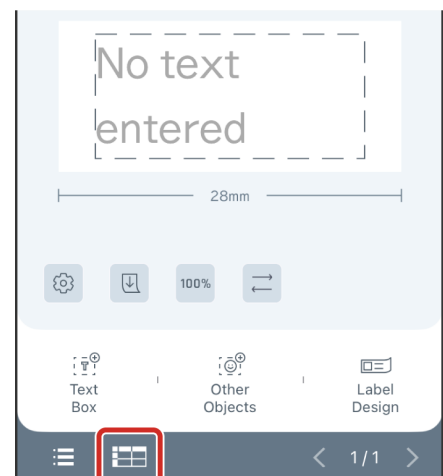 No text
entered
28mm
100%
Text
Box
Other
Objects
Label
Design
1/1